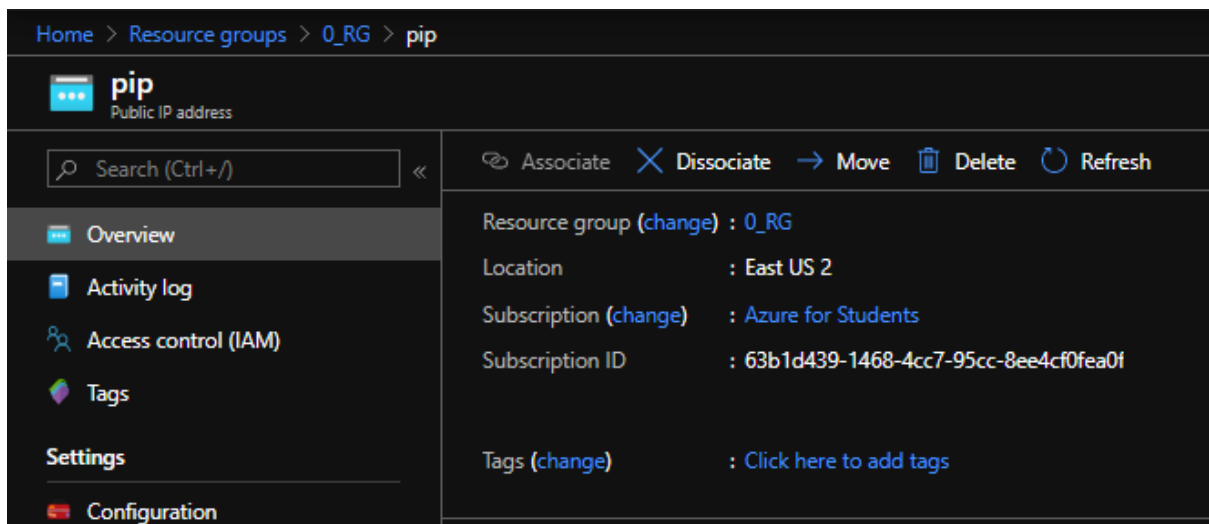 Home > Resource groups > 0_RG > pip
pip
Public IP address
Search (Ctrl+/)
«
Overview
Activity log
Access control (IAM)
Tags
Settings
Configuration
Associate Dissociate Move Delete Refresh
Resource group (change) : 0_RG
Location : East US 2
Subscription (change) : Azure for Students
Subscription ID : 63b1d439-1468-4cc7-95cc-8ee4cf0fea0f
Tags (change) : Click here to add tags